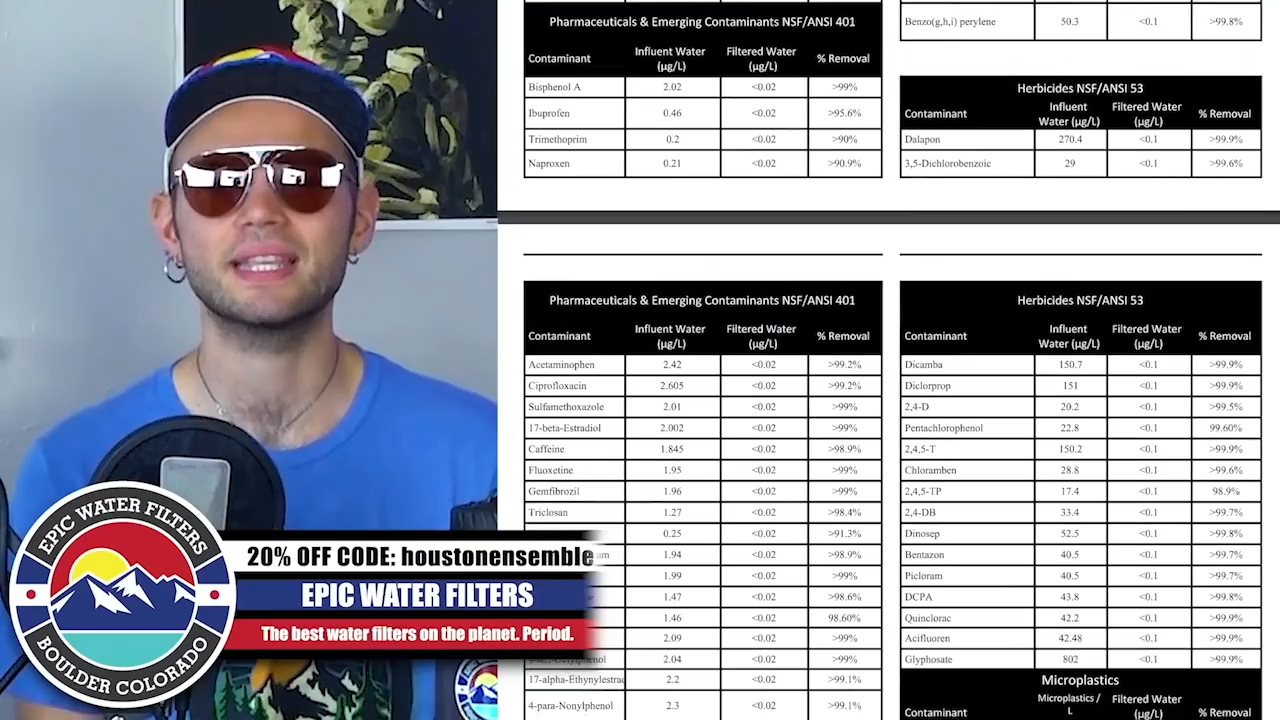 Pharmaceuticals & Emerging Contaminants NSF/ANSI 401
Contaminant Influent Water (µg/L) Filtered Water (µg/L) % Removal
Bisphenol A 2.02 <0.02 >99%
Ibuprofen 0.46 <0.02 >95.6%
Trimethoprim 0.2 <0.02 >90%
Naproxen 0.21 <0.02 >90.9%
Benzo(g,h,i) perylene 50.3 <0.1 >99.8%
Herbicides NSF/ANSI 53
Contaminant Influent Water (µg/L) Filtered Water (µg/L) % Removal
Dalapon 270.4 <0.1 >99.9%
3,5-Dichlorobenzoic 29 <0.1 >99.6%
Pharmaceuticals & Emerging Contaminants NSF/ANSI 401
Contaminant Influent Water (µg/L) Filtered Water (µg/L) % Removal
Acetaminophen 2.42 <0.02 >99.2%
Ciprofloxacin 2.605 <0.02 >99.2%
Sulfamethoxazole 2.01 <0.02 >99%
17-beta-Estradiol 2.002 <0.02 >99%
Caffeine 1.845 <0.02 >98.9%
Fluoxetine 1.95 <0.02 >99%
Gemfibrozil 1.96 <0.02 >99%
Triclosan 1.27 <0.02 >98.4%
0.25 <0.02 >91.3%
1.94 <0.02 >98.9%
1.99 <0.02 >99%
1.47 <0.02 >98.6%
1.46 <0.02 98.60%
2.09 <0.02 >99%
2.04 <0.02 >99%
17-alpha-Ethynylestrad 2.2 <0.02 >99.1%
4-para-Nonylphenol 2.3 <0.02 >99.1%
Herbicides NSF/ANSI 53
Contaminant Influent Water (µg/L) Filtered Water (µg/L) % Removal
Dicamba 150.7 <0.1 >99.9%
Diclorprop 151 <0.1 >99.9%
2,4-D 20.2 <0.1 >99.5%
Pentachlorophenol 22.8 <0.1 99.60%
2,4,5-T 150.2 <0.1 >99.9%
Chloramben 28.8 <0.1 >99.6%
2,4,5-TP 17.4 <0.1 98.9%
2,4-DB 33.4 <0.1 >99.7%
Dinosep 52.5 <0.1 >99.8%
Bentazon 40.5 <0.1 >99.7%
Picloram 40.5 <0.1 >99.7%
DCPA 43.8 <0.1 >99.8%
Quinclorac 42.2 <0.1 >99.9%
Acifluren 42.48 <0.1 >99.9%
Glyphosate 802 <0.1 >99.9%
Microplastics
Contaminant Microplastics / L Filtered Water (µg/L) % Removal
EPIC WATER FILTERS
BOULDER COLORADO
20% OFF CODE: houstonensemble
EPIC WATER FILTERS
The best water filters on the planet. Period.